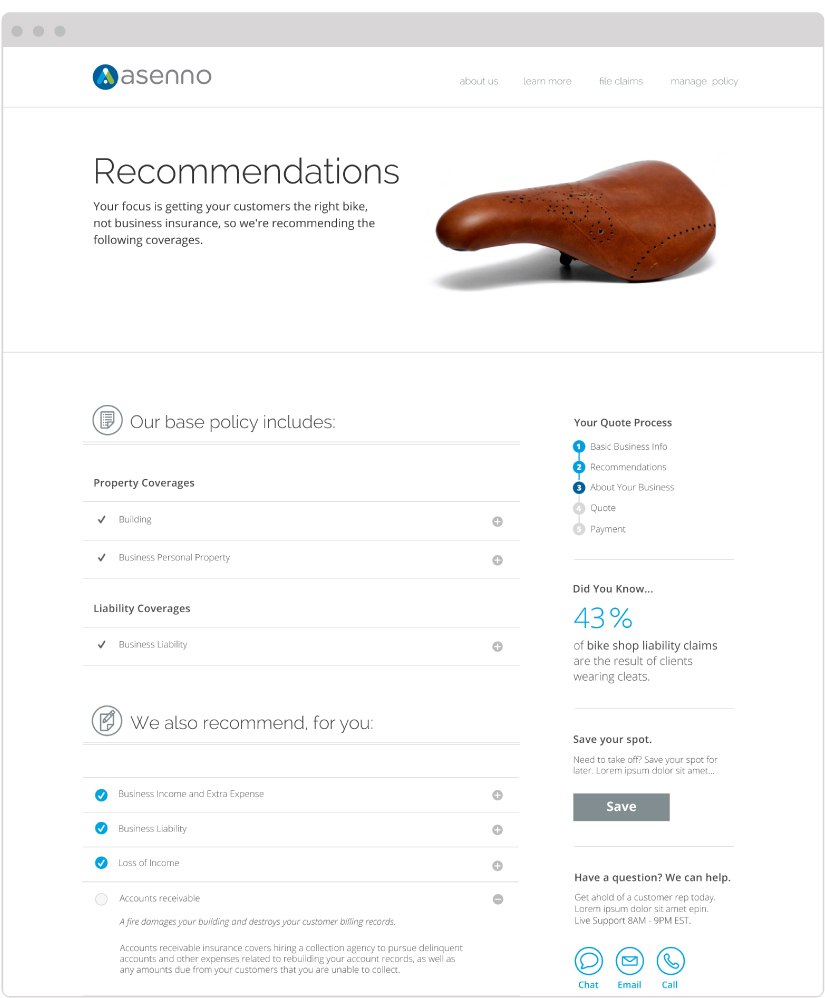 asenno
about us
learn more
file claims
manage policy
Recommendations
Your focus is getting your customers the right bike,
not business insurance, so we're recommending the
following coverages.
Our base policy includes:
Property Coverages
Building
Business Personal Property
Liability Coverages
Business Liability
We also recommend, for you:
Business Income and Extra Expense
Business Liability
Loss of Income
Accounts receivable
A fire damages your building and destroys your customer billing records.
Accounts receivable insurance covers hiring a collection agency to pursue delinquent
accounts and other expenses related to rebuilding your account records, as well as
any amounts due from your customers that you are unable to collect.
Your Quote Process
1 Basic Business Info
2 Recommendations
3 About Your Business
4 Quote
5 Payment
Did You Know...
43%
of bike shop liability claims
are the result of clients
wearing cleats.
Save your spot.
Need to take off? Save your spot for
later. Lorem ipsum dolor sit amet...
Save
Have a question? We can help.
Get ahold of a customer rep today.
Lorem ipsum dolor sit amet epin.
Live Support 8AM - 9PM EST.
Chat
Email
Call